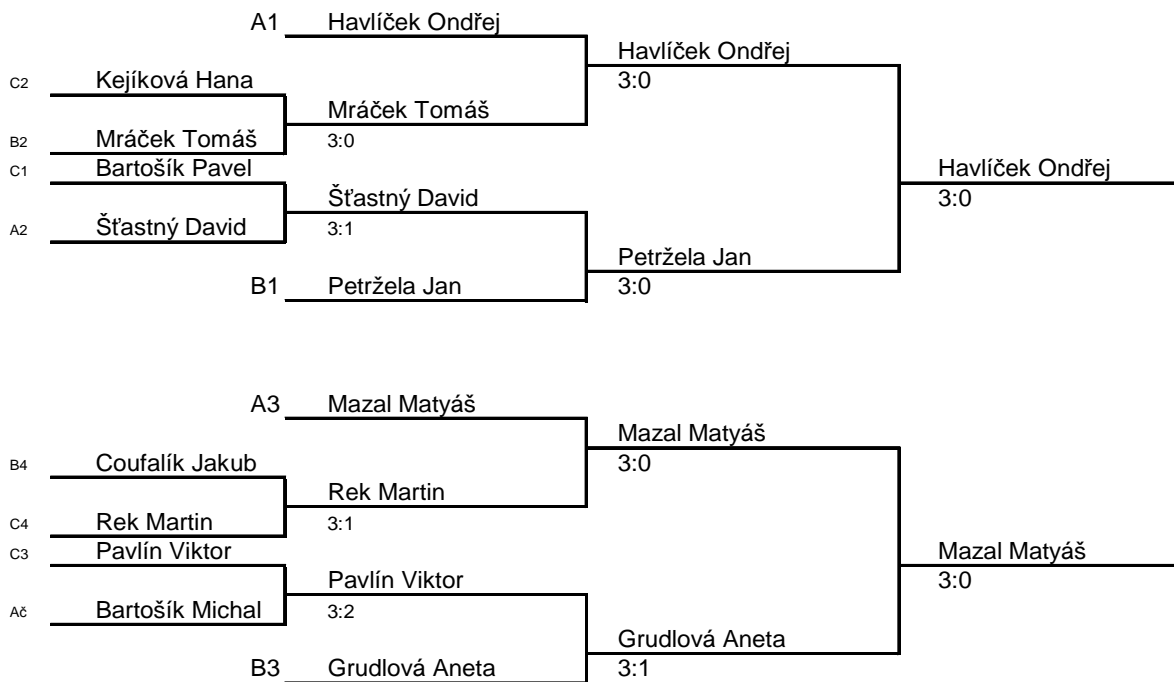 A1 Havlíček Ondřej
Havlíček Ondřej
C2 Kejíková Hana
3:0
Mráček Tomáš
B2 Mráček Tomáš
3:0
C1 Bartošík Pavel
Havlíček Ondřej
Šťastný David
3:0
A2 Šťastný David
3:1
Petržela Jan
B1 Petržela Jan
3:0
A3 Mazal Matyáš
Mazal Matyáš
B4 Coufalík Jakub
3:0
Rek Martin
C4 Rek Martin
3:1
C3 Pavlín Viktor
Mazal Matyáš
Pavlín Viktor
3:0
Ač Bartošík Michal
3:2
Grudlová Aneta
B3 Grudlová Aneta
3:1